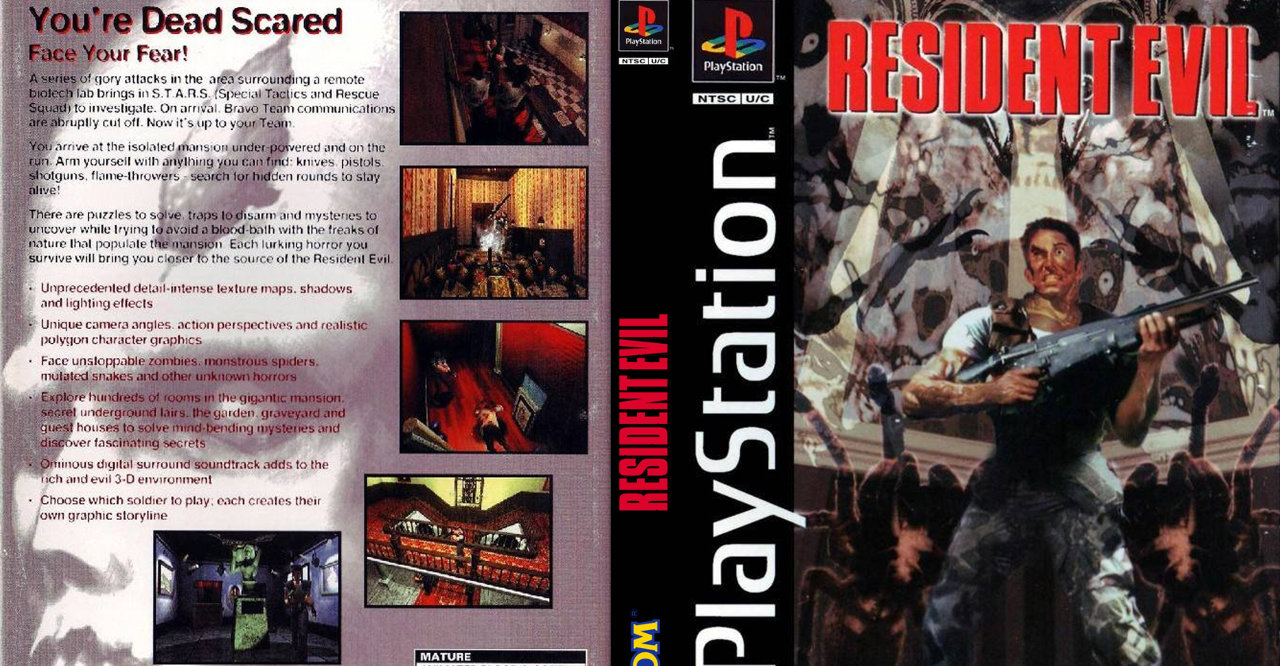 You're Dead Scared
Face Your Fear!
A series of gory attacks in the area surrounding a remote
biotech lab brings in S.T.A.R.S. (Special Tactics and Rescue
Squad) to investigate. On arrival, Bravo Team communications
are abruptly cut off. Now it's up to your Team.
You arrive at the isolated mansion under-powered and on the
run. Arm yourself with anything you can find: knives, pistols,
shotguns, flame-throwers - search for hidden rounds to stay
alive!
There are puzzles to solve, traps to disarm and mysteries to
uncover while trying to avoid a blood-bath with the freaks of
nature that populate the mansion. Each lurking horror you
survive will bring you closer to the source of the Resident Evil.
· Unprecedented detail-intense texture maps, shadows
and lighting effects
· Unique camera angles, action perspectives and realistic
polygon character graphics
· Face unstoppable zombies, monstrous spiders,
mutated snakes and other unknown horrors
· Explore hundreds of rooms in the gigantic mansion,
secret underground lairs, the garden, graveyard and
guest houses to solve mind-bending mysteries and
discover fascinating secrets
· Ominous digital surround soundtrack adds to the
rich and evil 3-D environment
· Choose which soldier to play; each creates their
own graphic storyline
MATURE
PlayStation
NTSC U/C
RESIDENT EVIL
OM
PlayStation™
NTSC U/C
PlayStation™
RESIDENT EVIL™